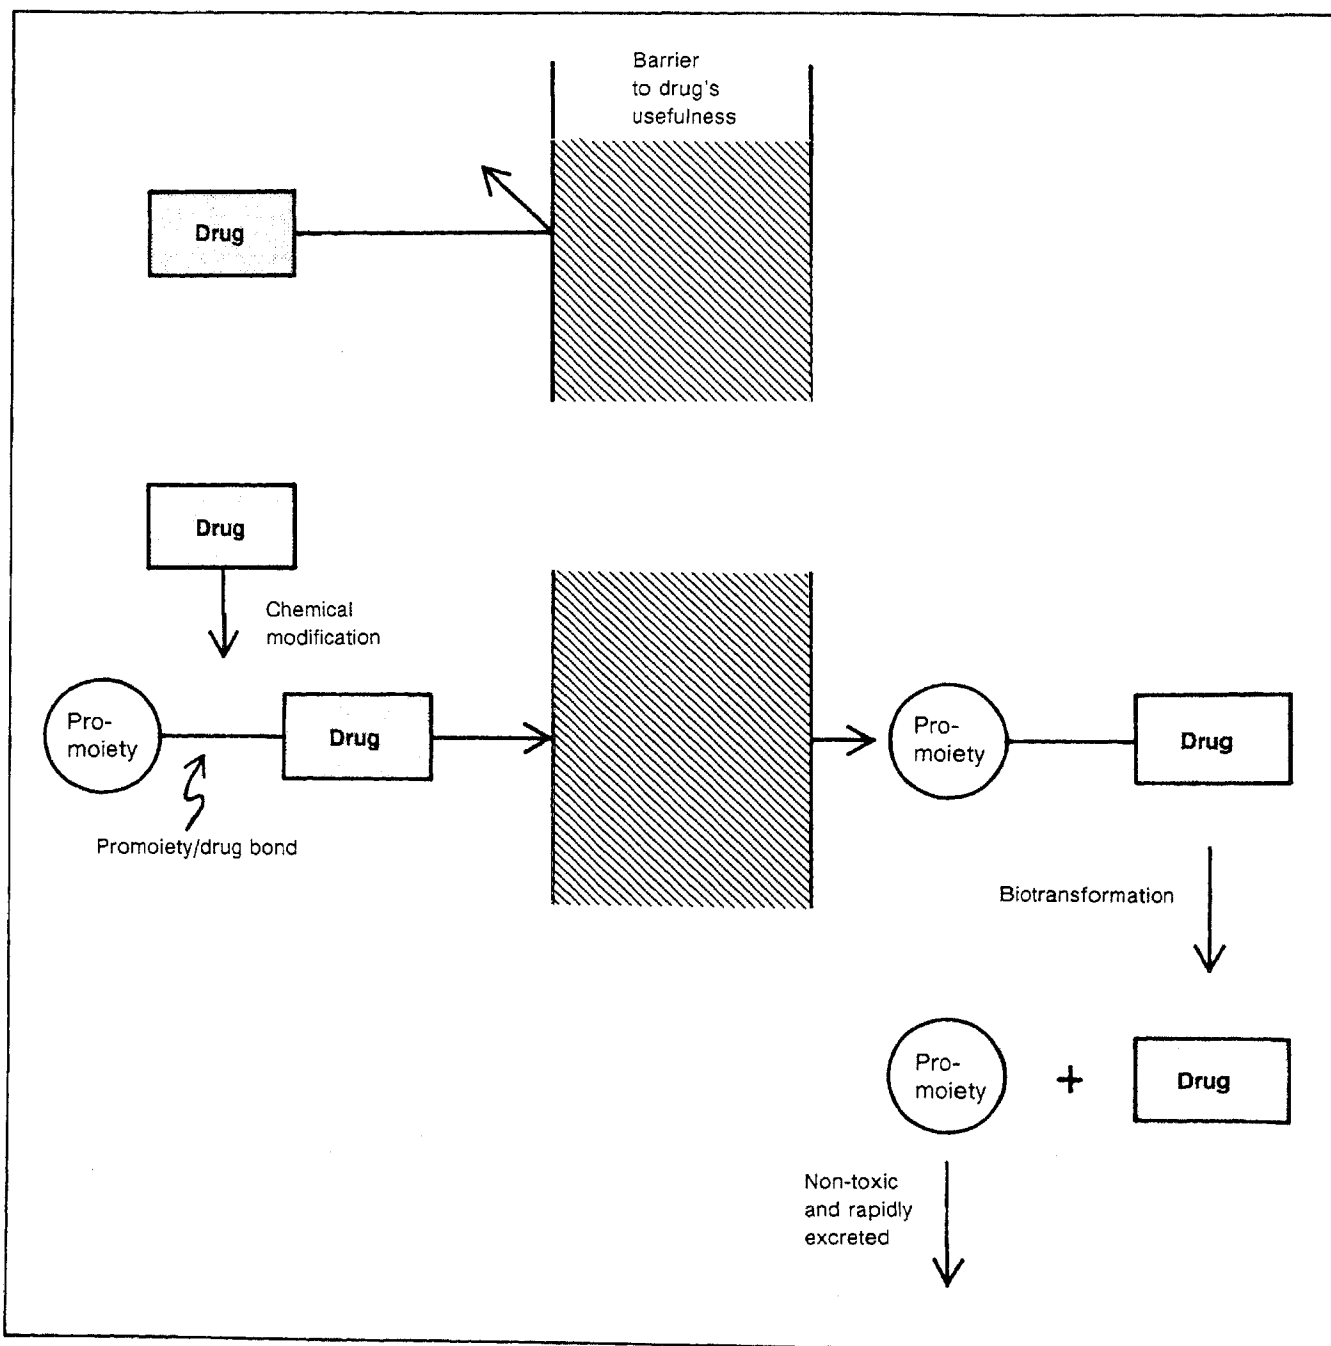 Barrier
to drug's
usefulness
Drug
Drug
Chemical
modification
Pro-
moiety
Drug
Pro-
moiety
Drug
Promoiety/drug bond
Biotransformation
Pro-
moiety
+
Drug
Non-toxic
and rapidly
excreted